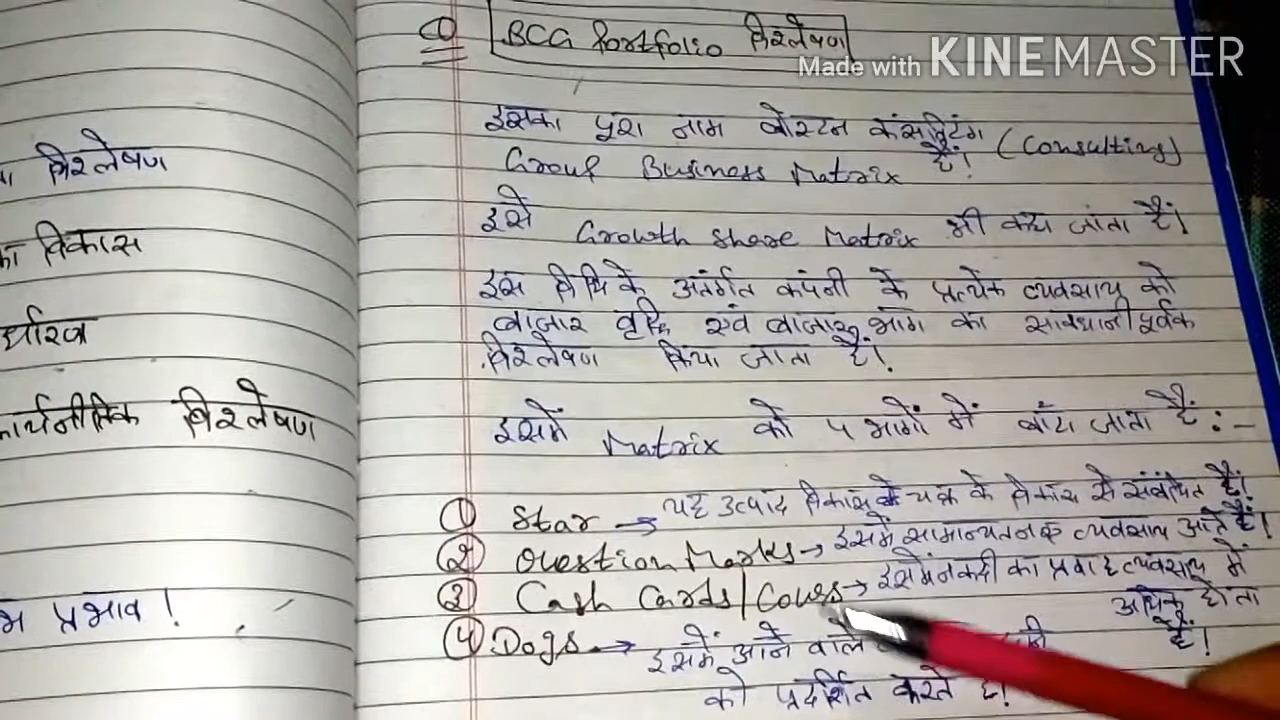 विश्लेषण
का विकास
कार्यनीतिक विश्लेषण
प्रभाव !
BCG Portfolio विश्लेषण
Made with KINEMASTER
इसका पूरा नाम बोस्टन कंसल्टिंग (Consulting)
Group Business Matrix है।
इसे Growth Share Matrix भी कहा जाता है।
इस विधि के अंतर्गत कंपनी के प्रत्येक व्यवसाय को
बाजार वृद्धि एवं बाजार भाग का सावधानी पूर्वक
विश्लेषण किया जाता है।
इसमें Matrix को 4 भागों में बाँटा जाता है :-
① Star → यह उत्पाद विकास के चक्र के विकास से संबंधित है।
② Question Marks → इसमें सामान्यतः नए व्यवसाय आते हैं।
③ Cash Cards / Cows → इसमें नकदी का प्रवाह व्यवसाय में
अधिक होता है।
④ Dogs → इसमें आने वाले
को प्रदर्शित करते है।